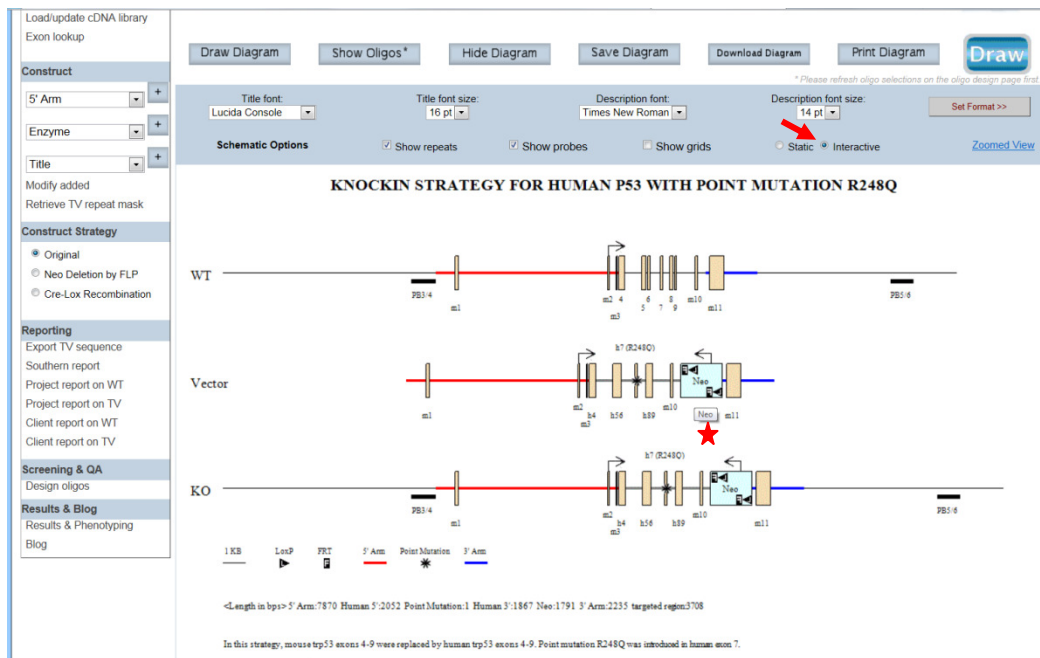 Load/update cDNA library
Exon lookup
Construct
5' Arm +
Enzyme +
Title +
Modify added
Retrieve TV repeat mask
Construct Strategy
Original
Neo Deletion by FLP
Cre-Lox Recombination
Reporting
Export TV sequence
Southern report
Project report on WT
Project report on TV
Client report on WT
Client report on TV
Screening & QA
Design oligos
Results & Blog
Results & Phenotyping
Blog
Draw Diagram Show Oligos* Hide Diagram Save Diagram Download Diagram Print Diagram Draw
* Please refresh oligo selections on the oligo design page first.
Title font: Title font size: Description font: Description font size:
Lucida Console 16 pt Times New Roman 14 pt Set Format >>
Schematic Options Show repeats Show probes Show grids Static Interactive Zoomed View
KNOCKIN STRATEGY FOR HUMAN P53 WITH POINT MUTATION R248Q
WT
PB3/4 m1 m2 4 6 8 m10 PB5/6
m3 5 7 9 m11
h7 (R248Q)
Vector Neo
m1 m2 h4 h56 h89 m10 m11
m3
Neo
h7 (R248Q)
KO Neo
PB3/4 m1 m2 h4 h56 h89 m10 m11 PB5/6
m3
1 KB LoxP FRT 5' Arm Point Mutation 3' Arm
L F
<Length in bps> 5' Arm:7870 Human 5':2052 Point Mutation:1 Human 3':1867 Neo:1791 3' Arm:2235 targeted region:3708
In this strategy, mouse trp53 exons 4-9 were replaced by human trp53 exons 4-9. Point mutation R248Q was introduced in human exon 7.